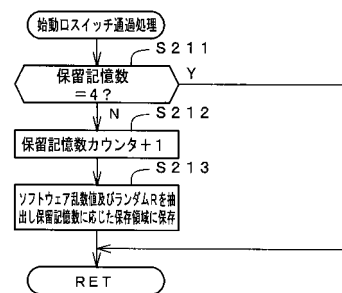 始動口スイッチ通過処理
S211
保留記憶数
=4?
Y
N
S212
保留記憶数カウンタ+1
S213
ソフトウェア乱数値及びランダムRを抽
出し保留記憶数に応じた保存領域に保存
RET